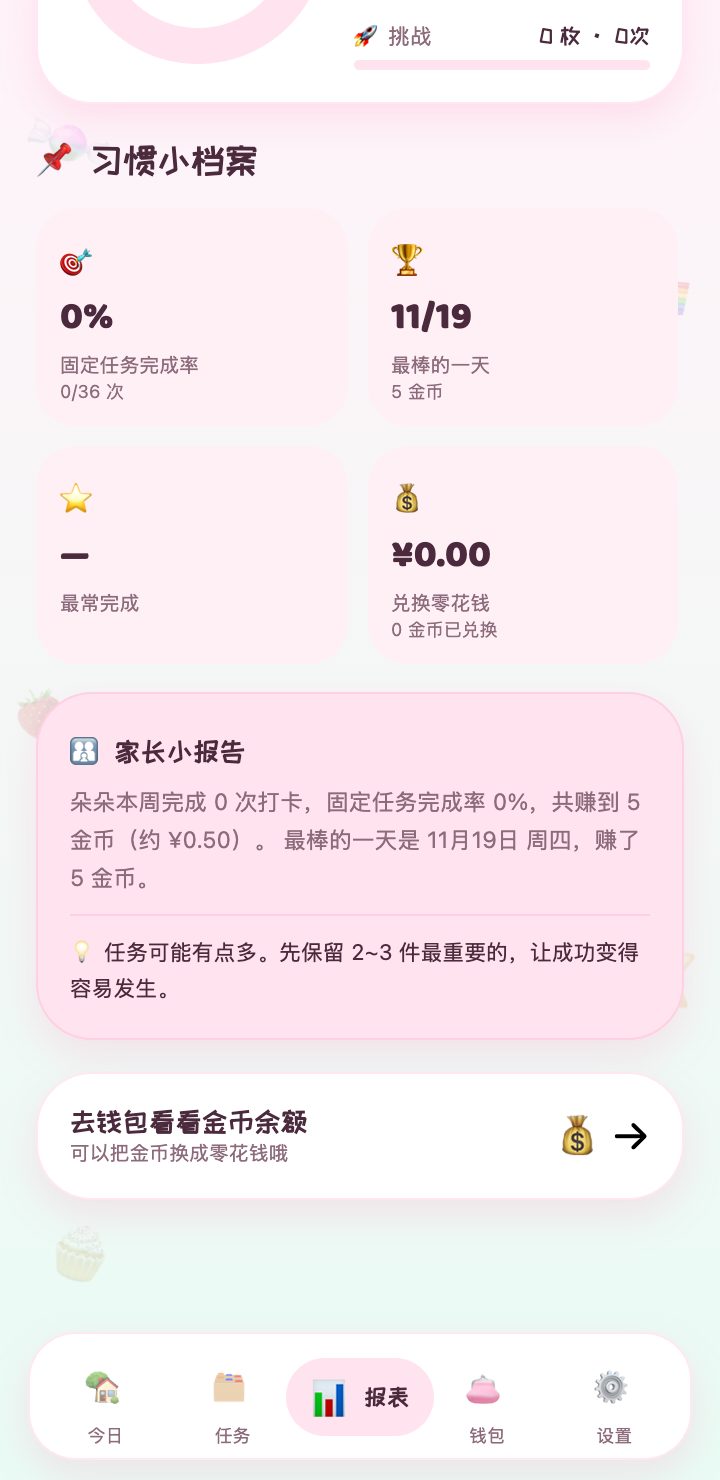 挑战
0 枚 · 0次
习惯小档案
0%
固定任务完成率
0/36 次
11/19
最棒的一天
5 金币
—
最常完成
¥0.00
兑换零花钱
0 金币已兑换
家长小报告
朵朵本周完成 0 次打卡，固定任务完成率 0%，共赚到 5
金币（约 ¥0.50）。 最棒的一天是 11月19日 周四，赚了
5 金币。
任务可能有点多。先保留 2~3 件最重要的，让成功变得
容易发生。
去钱包看看金币余额
可以把金币换成零花钱哦
今日
任务
报表
钱包
设置